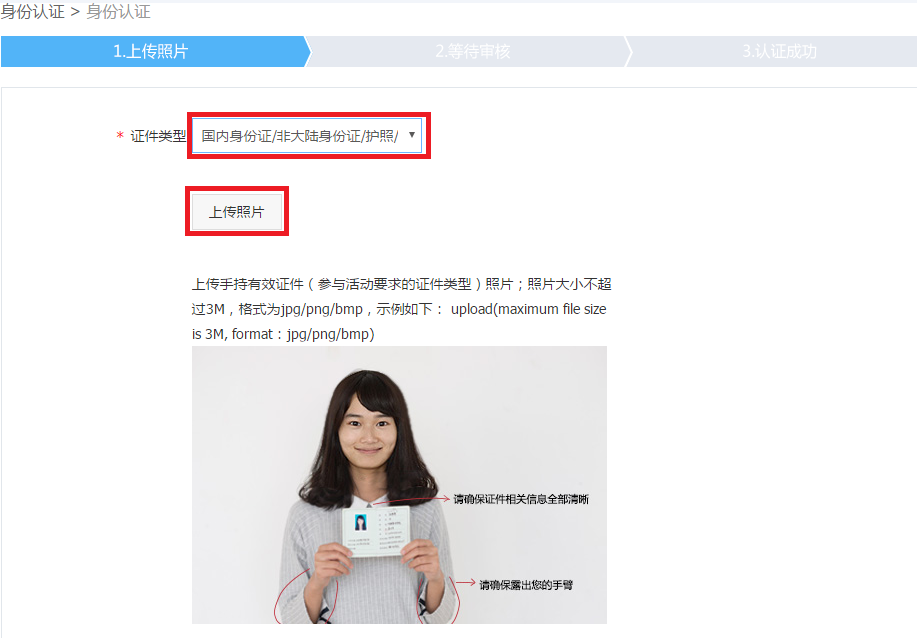 身份认证 > 身份认证
1.上传照片
2.等待审核
3.认证成功
* 证件类型
国内身份证/非大陆身份证/护照/
上传照片
上传手持有效证件（参与活动要求的证件类型）照片；照片大小不超
过3M，格式为jpg/png/bmp，示例如下： upload(maximum file size
is 3M, format：jpg/png/bmp)
请确保证件相关信息全部清晰
请确保露出您的手臂